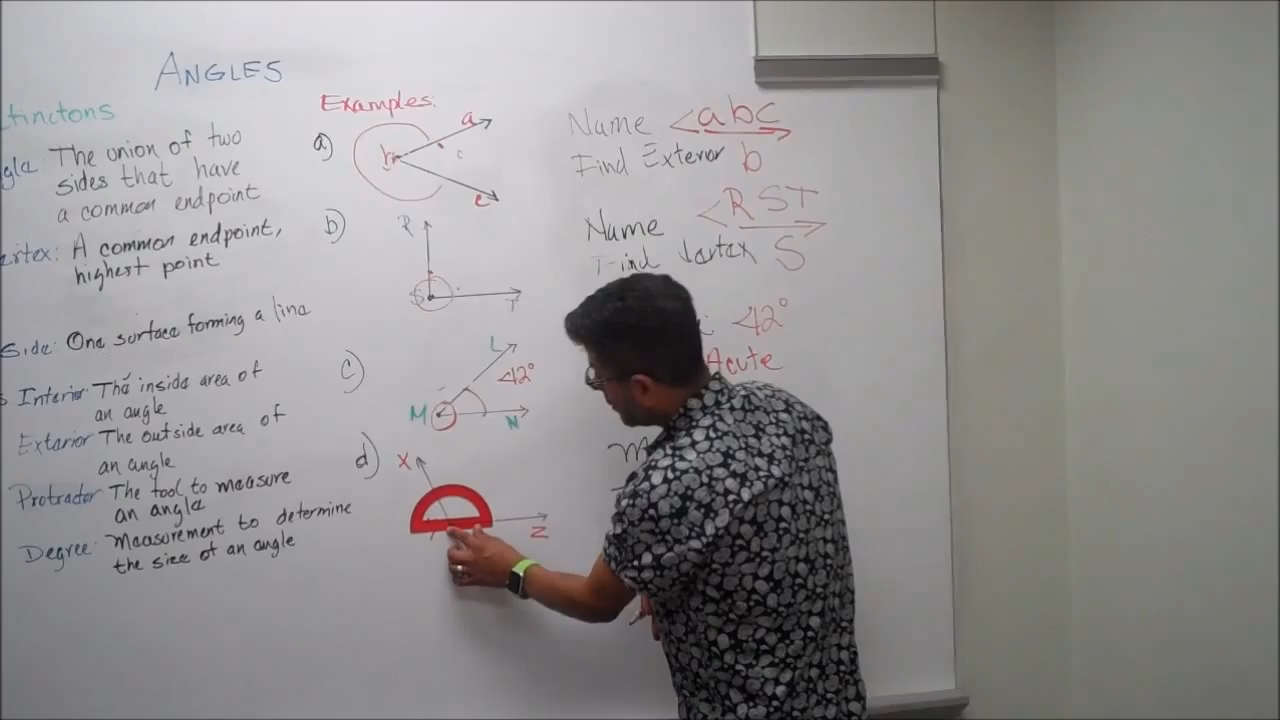 ANGLES
The union of two
sides that have
a common endpoint
A common endpoint,
highest point
Side: One surface forming a line
Interior The inside area of
an angle
Exterior The outside area of
an angle
Protrador The tool to measure
an angle
Degree: Measurement to determine
the size of an angle
Examples:
a)
b
a
c
c
b)
R
S
T
c)
L
<42°
M
N
d)
X
Z
Name <abc
Find Exterior b
Name <RST
Find Vertex S
<42°
Acute